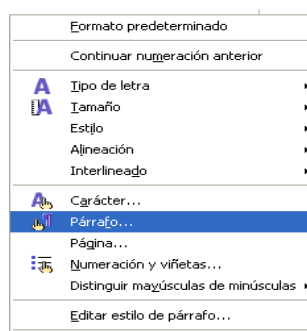 Formato predeterminado
Continuar numeración anterior
Tipo de letra
Tamaño
Estilo
Alineación
Interlineado
Carácter...
Párrafo...
Página...
Numeración y viñetas...
Distinguir mayúsculas de minúsculas
Editar estilo de párrafo...